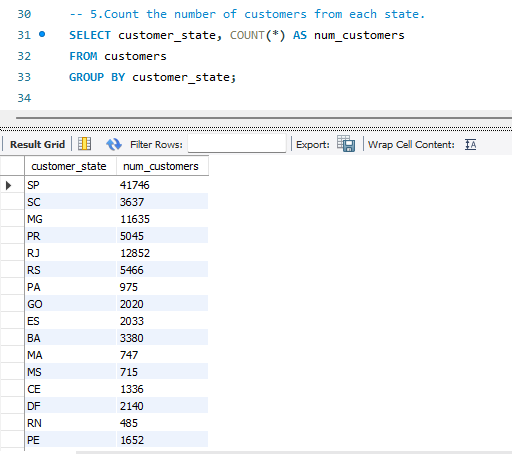 30 -- 5.Count the number of customers from each state.
31 SELECT customer_state, COUNT(*) AS num_customers
32 FROM customers
33 GROUP BY customer_state;
34
Result Grid Filter Rows: Export: Wrap Cell Content: IA
customer_state num_customers
SP 41746
SC 3637
MG 11635
PR 5045
RJ 12852
RS 5466
PA 975
GO 2020
ES 2033
BA 3380
MA 747
MS 715
CE 1336
DF 2140
RN 485
PE 1652